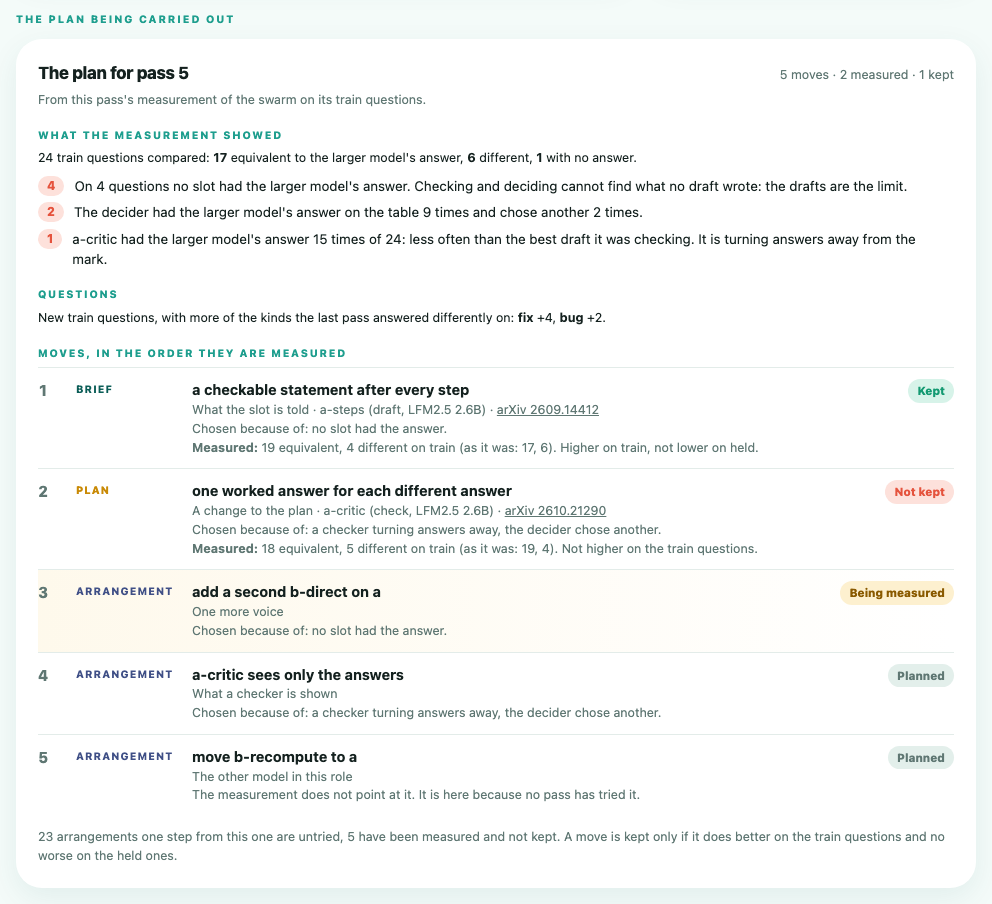 THE PLAN BEING CARRIED OUT
The plan for pass 5
5 moves · 2 measured · 1 kept
From this pass's measurement of the swarm on its train questions.
WHAT THE MEASUREMENT SHOWED
24 train questions compared: 17 equivalent to the larger model's answer, 6 different, 1 with no answer.
4 On 4 questions no slot had the larger model's answer. Checking and deciding cannot find what no draft wrote: the drafts are the limit.
2 The decider had the larger model's answer on the table 9 times and chose another 2 times.
1 a-critic had the larger model's answer 15 times of 24: less often than the best draft it was checking. It is turning answers away from the
mark.
QUESTIONS
New train questions, with more of the kinds the last pass answered differently on: fix +4, bug +2.
MOVES, IN THE ORDER THEY ARE MEASURED
1 BRIEF a checkable statement after every step Kept
What the slot is told · a-steps (draft, LFM2.5 2.6B) · arXiv 2609.14412
Chosen because of: no slot had the answer.
Measured: 19 equivalent, 4 different on train (as it was: 17, 6). Higher on train, not lower on held.
2 PLAN one worked answer for each different answer Not kept
A change to the plan · a-critic (check, LFM2.5 2.6B) · arXiv 2610.21290
Chosen because of: a checker turning answers away, the decider chose another.
Measured: 18 equivalent, 5 different on train (as it was: 19, 4). Not higher on the train questions.
3 ARRANGEMENT add a second b-direct on a Being measured
One more voice
Chosen because of: no slot had the answer.
4 ARRANGEMENT a-critic sees only the answers Planned
What a checker is shown
Chosen because of: a checker turning answers away, the decider chose another.
5 ARRANGEMENT move b-recompute to a Planned
The other model in this role
The measurement does not point at it. It is here because no pass has tried it.
23 arrangements one step from this one are untried, 5 have been measured and not kept. A move is kept only if it does better on the train questions and no
worse on the held ones.